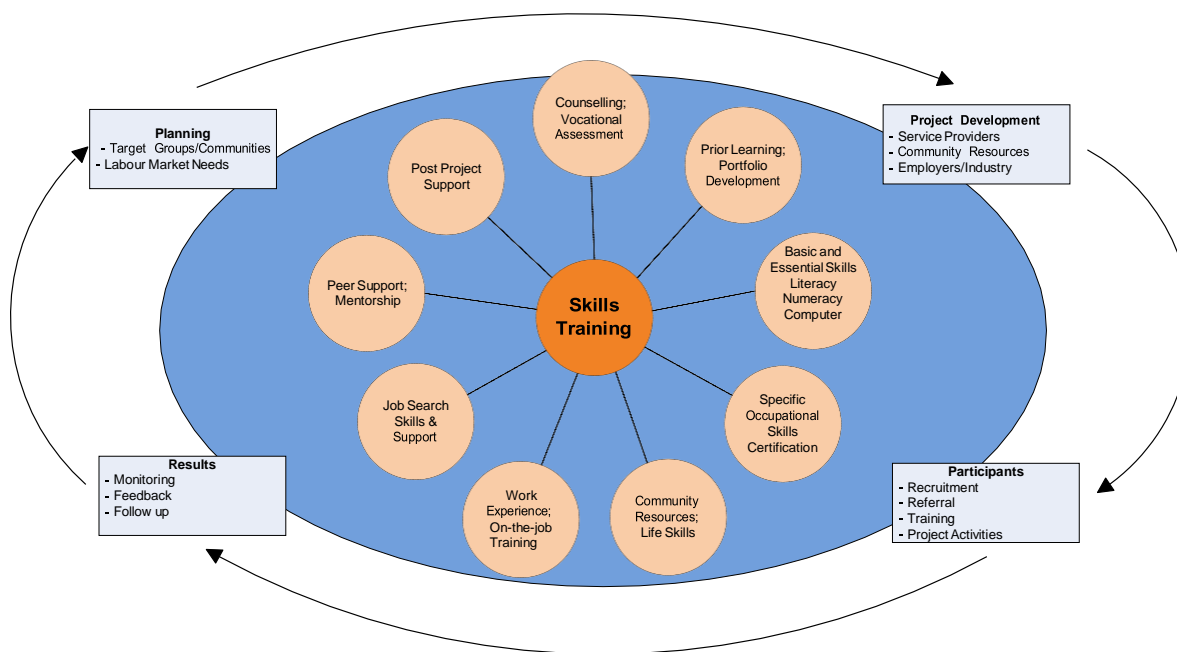 Planning
- Target Groups/Communities
- Labour Market Needs
Project Development
- Service Providers
- Community Resources
- Employers/Industry
Counselling;
Vocational
Assessment
Prior Learning;
Portfolio
Development
Post Project
Support
Basic and
Essential Skills
Literacy
Numeracy
Computer
Peer Support;
Mentorship
Skills
Training
Specific
Occupational
Skills
Certification
Job Search
Skills &
Support
Work
Experience;
On-the-job
Training
Community
Resources;
Life Skills
Results
- Monitoring
- Feedback
- Follow up
Participants
- Recruitment
- Referral
- Training
- Project Activities